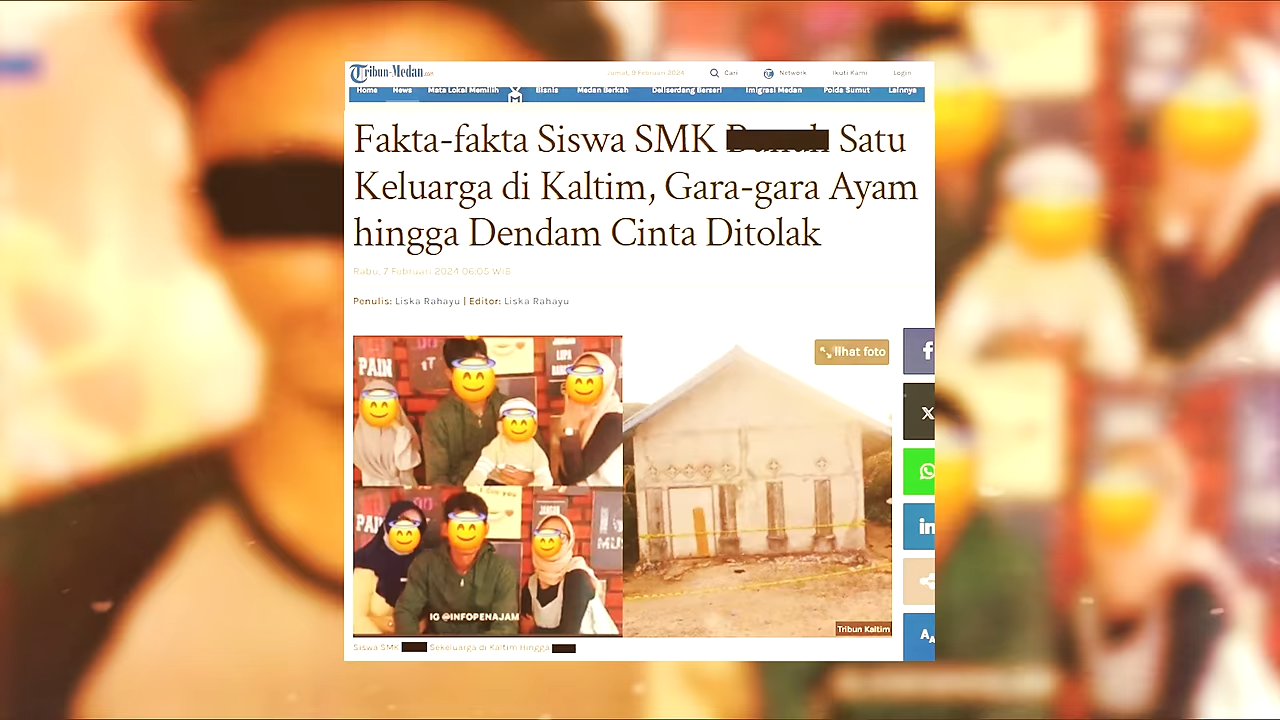 Tribun-Medan.com
Jumat, 9 Februari 2024 Cari Network Ikuti Kami Login
Home News Mata Lokal Memilih Bisnis Medan Berkah Deliserdang Berseri Imigrasi Medan Polda Sumut Lainnya
Fakta-fakta Siswa SMK Satu
Keluarga di Kaltim, Gara-gara Ayam
hingga Dendam Cinta Ditolak
Rabu, 7 Februari 2024 06:05 WIB
Penulis: Liska Rahayu | Editor: Liska Rahayu
lihat foto
PAIN
IG @INFOPENAJAM
Tribun Kaltim
Siswa SMK Sekeluarga di Kaltim Hingga